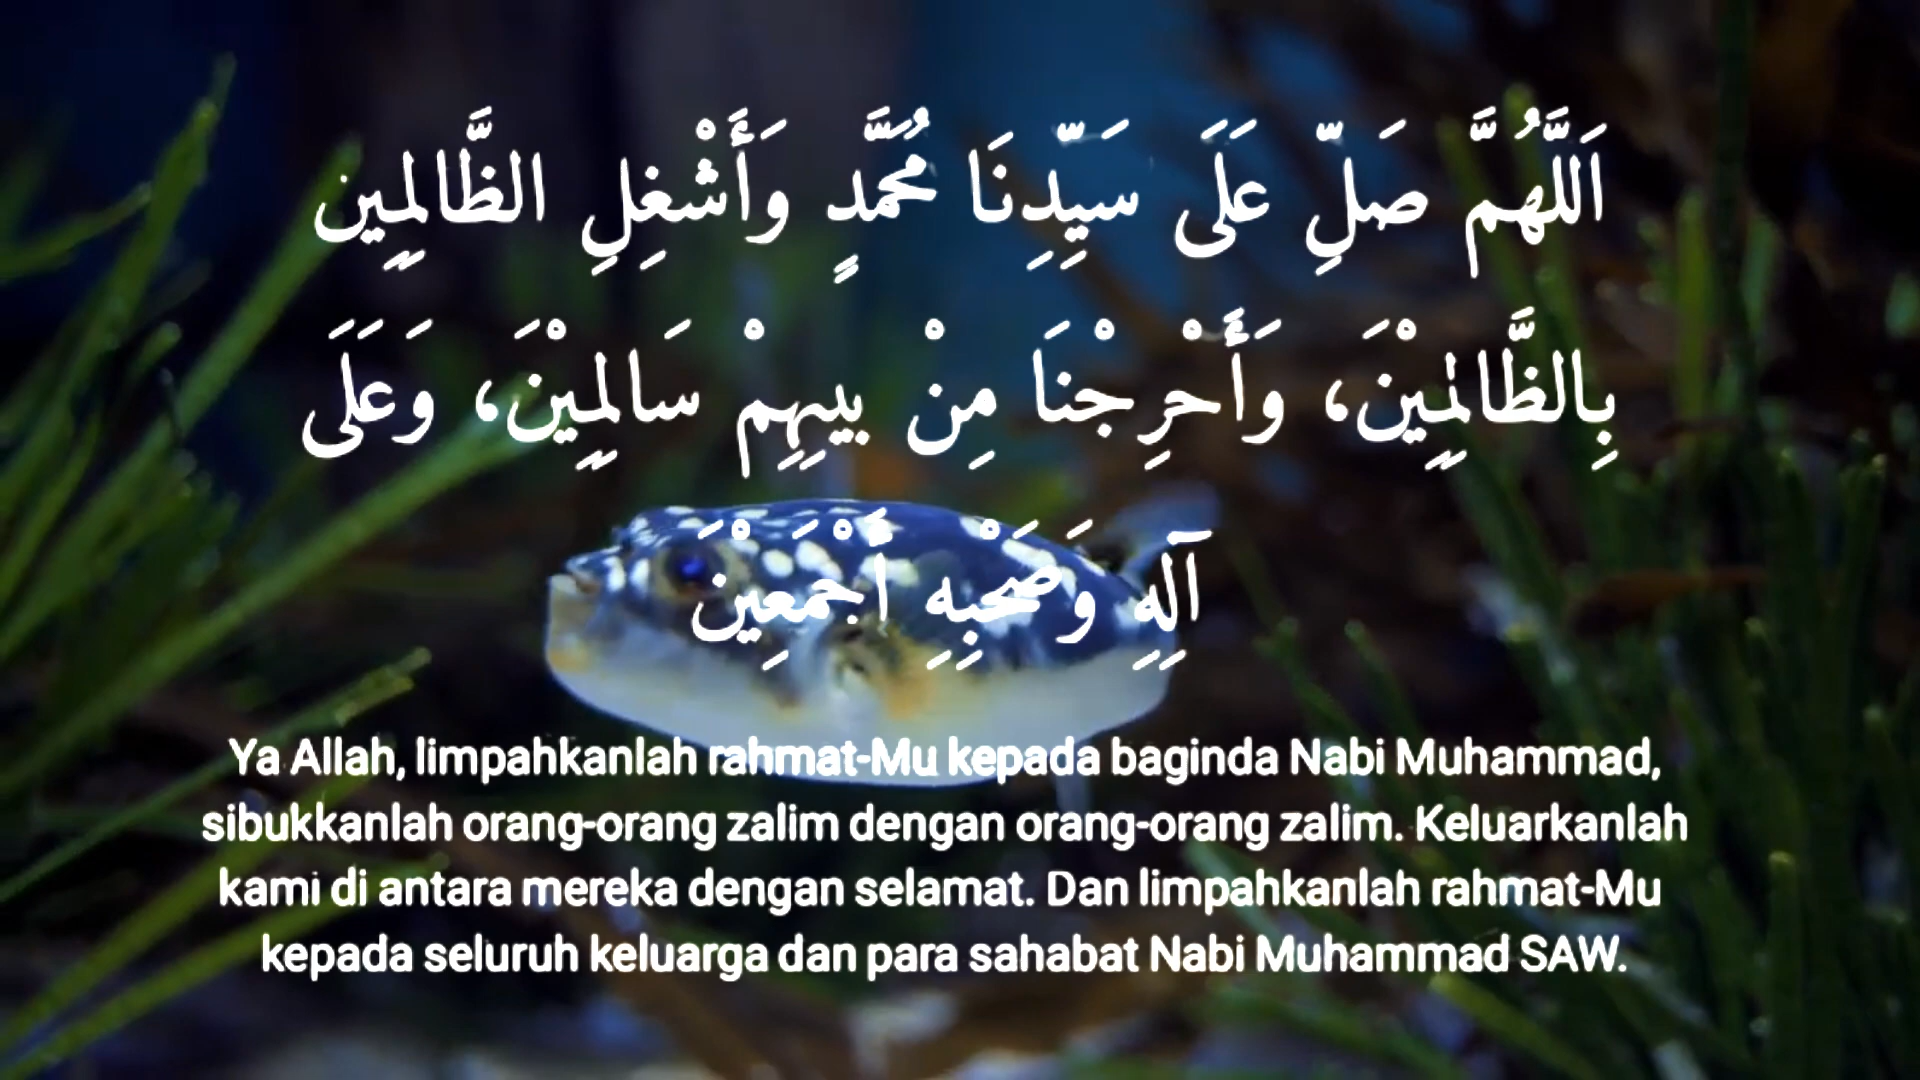 اَللَّهُمَّ صَلِّ عَلَى سَيِّدِنَا مُحَمَّدٍ وَأَشْغِلِ الظَّالِمِين
بِالظَّالِمِيْنَ، وَأَحْرِجْنَا مِنْ بيبِهِمْ سَالِمِيْنَ، وَعَلَى
آلِهِ وَصَحْبِهِ أَجْمَعِيْنَ
Ya Allah, limpahkanlah rahmat-Mu kepada baginda Nabi Muhammad,
sibukkanlah orang-orang zalim dengan orang-orang zalim. Keluarkanlah
kami di antara mereka dengan selamat. Dan limpahkanlah rahmat-Mu
kepada seluruh keluarga dan para sahabat Nabi Muhammad SAW.